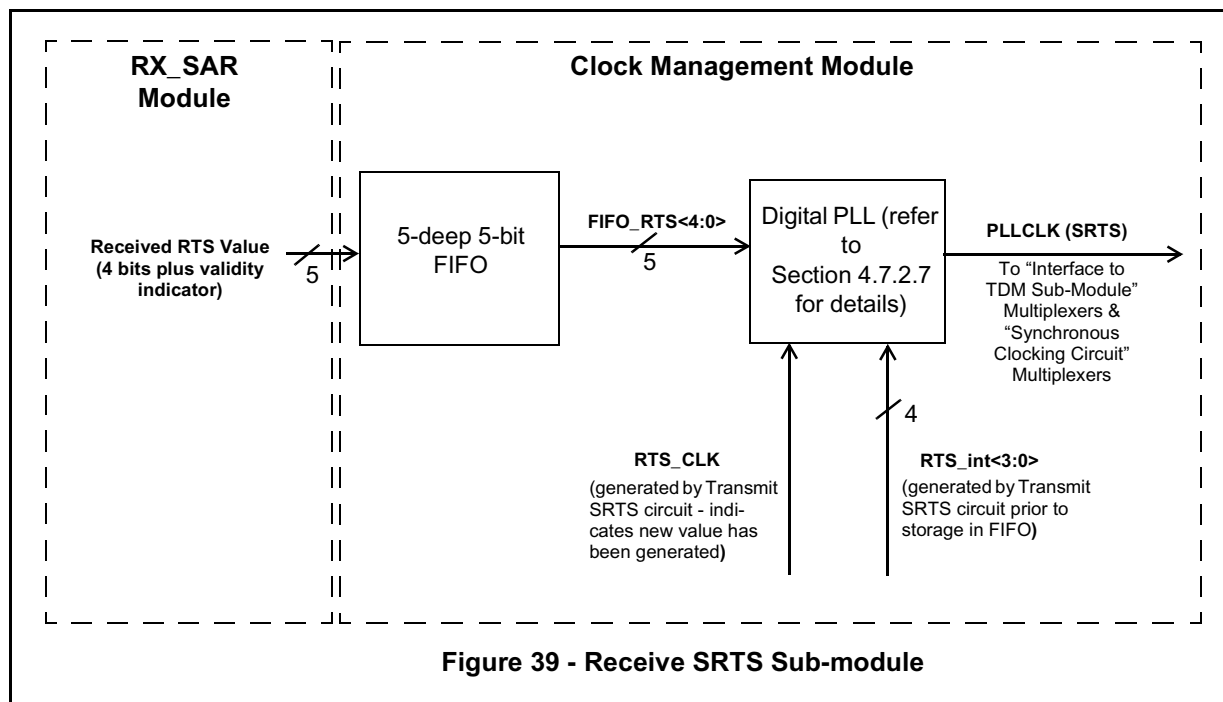 RX_SAR
Module
Clock Management Module
Received RTS Value
(4 bits plus validity
indicator)
5
5-deep 5-bit
FIFO
FIFO_RTS<4:0>
5
Digital PLL (refer
to
Section 4.7.2.7
for details)
PLLCLK (SRTS)
To “Interface to
TDM Sub-Module”
Multiplexers &
“Synchronous
Clocking Circuit”
Multiplexers
RTS_CLK
(generated by Transmit
SRTS circuit - indi-
cates new value has
been generated)
4
RTS_int<3:0>
(generated by Transmit
SRTS circuit prior to
storage in FIFO)
Figure 39 - Receive SRTS Sub-module